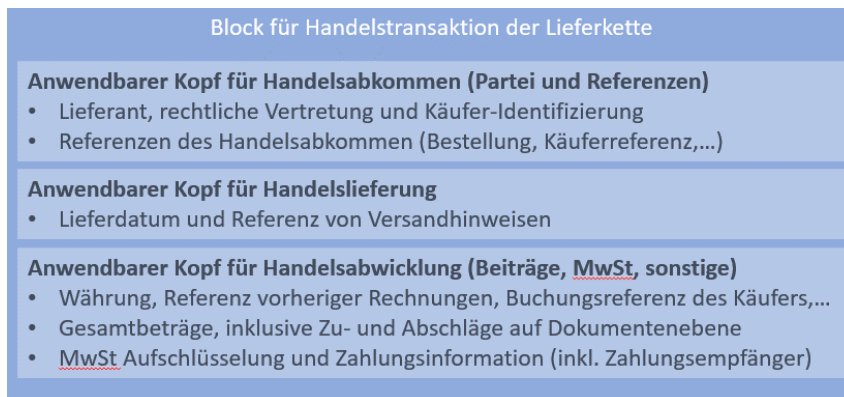 Block für Handelstransaktion der Lieferkette
Anwendbarer Kopf für Handelsabkommen (Partei und Referenzen)
• Lieferant, rechtliche Vertretung und Käufer-Identifizierung
• Referenzen des Handelsabkommen (Bestellung, Käuferreferenz,...)
Anwendbarer Kopf für Handelslieferung
• Lieferdatum und Referenz von Versandhinweisen
Anwendbarer Kopf für Handelsabwicklung (Beiträge, MwSt, sonstige)
• Währung, Referenz vorheriger Rechnungen, Buchungsreferenz des Käufers,...
• Gesamtbeträge, inklusive Zu- und Abschläge auf Dokumentenebene
• MwSt Aufschlüsselung und Zahlungsinformation (inkl. Zahlungsempfänger)